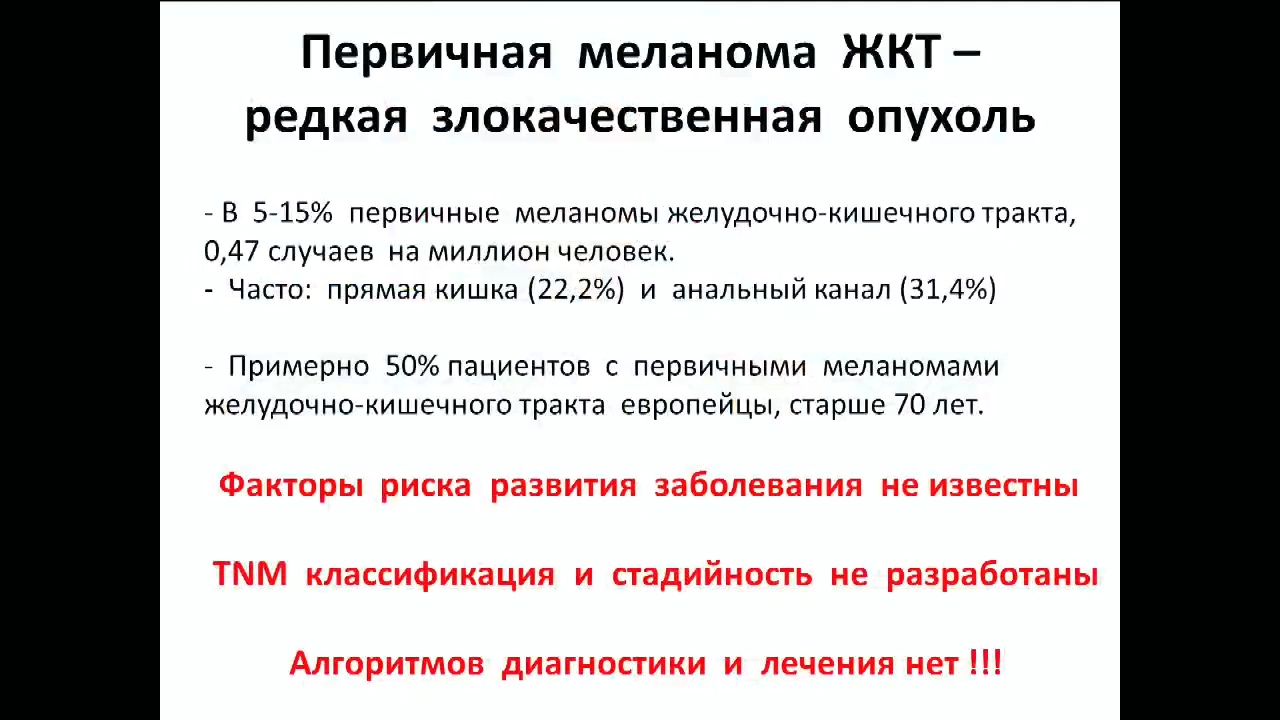 Первичная меланома ЖКТ –
редкая злокачественная опухоль
- В 5-15% первичные меланомы желудочно-кишечного тракта,
0,47 случаев на миллион человек.
- Часто: прямая кишка (22,2%) и анальный канал (31,4%)
- Примерно 50% пациентов с первичными меланомами
желудочно-кишечного тракта европейцы, старше 70 лет.
Факторы риска развития заболевания не известны
TNM классификация и стадийность не разработаны
Алгоритмов диагностики и лечения нет !!!